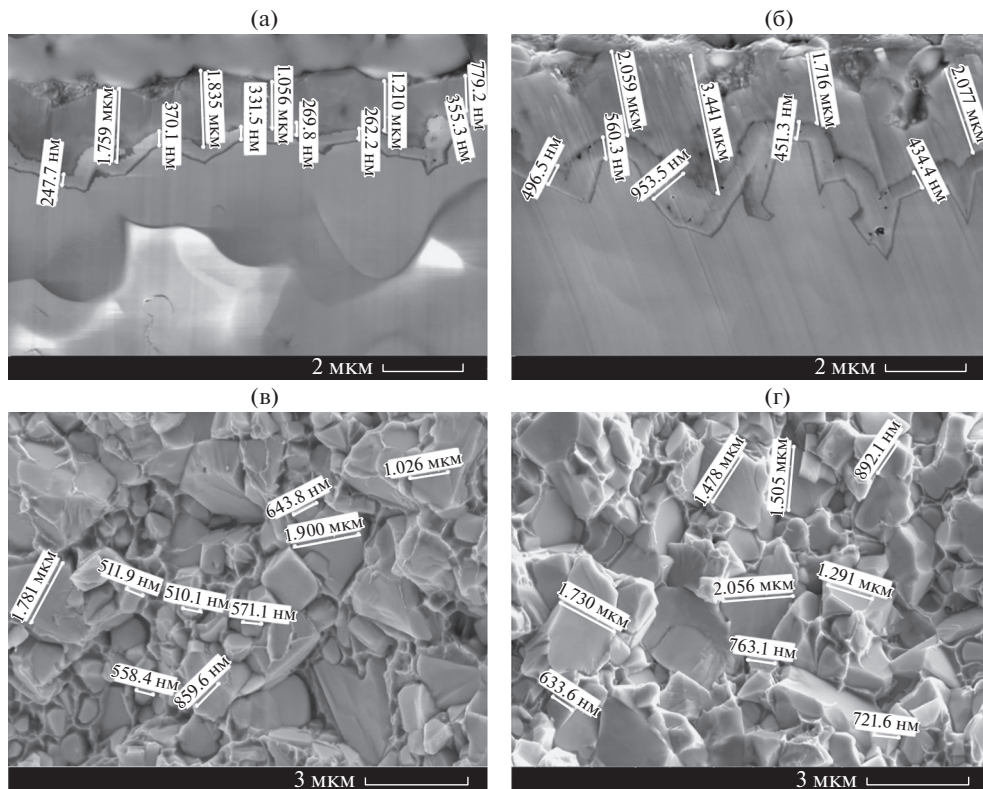 (а)
247.7 нм
1.759 мкм
370.1 нм
1.835 мкм
331.5 нм
1.056 мкм
269.8 нм
262.2 нм
1.210 мкм
355.3 нм
779.2 нм
2 мкм
(б)
496.5 нм
560.3 нм
2.059 мкм
953.5 нм
3.441 мкм
451.3 нм
1.716 мкм
434.4 нм
2.077 мкм
2 мкм
(в)
1.026 мкм
643.8 нм
1.900 мкм
1.781 мкм
511.9 нм
510.1 нм
571.1 нм
558.4 нм
859.6 нм
3 мкм
(г)
1.478 мкм
1.505 мкм
892.1 нм
1.730 мкм
2.056 мкм
1.291 мкм
763.1 нм
633.6 нм
721.6 нм
3 мкм